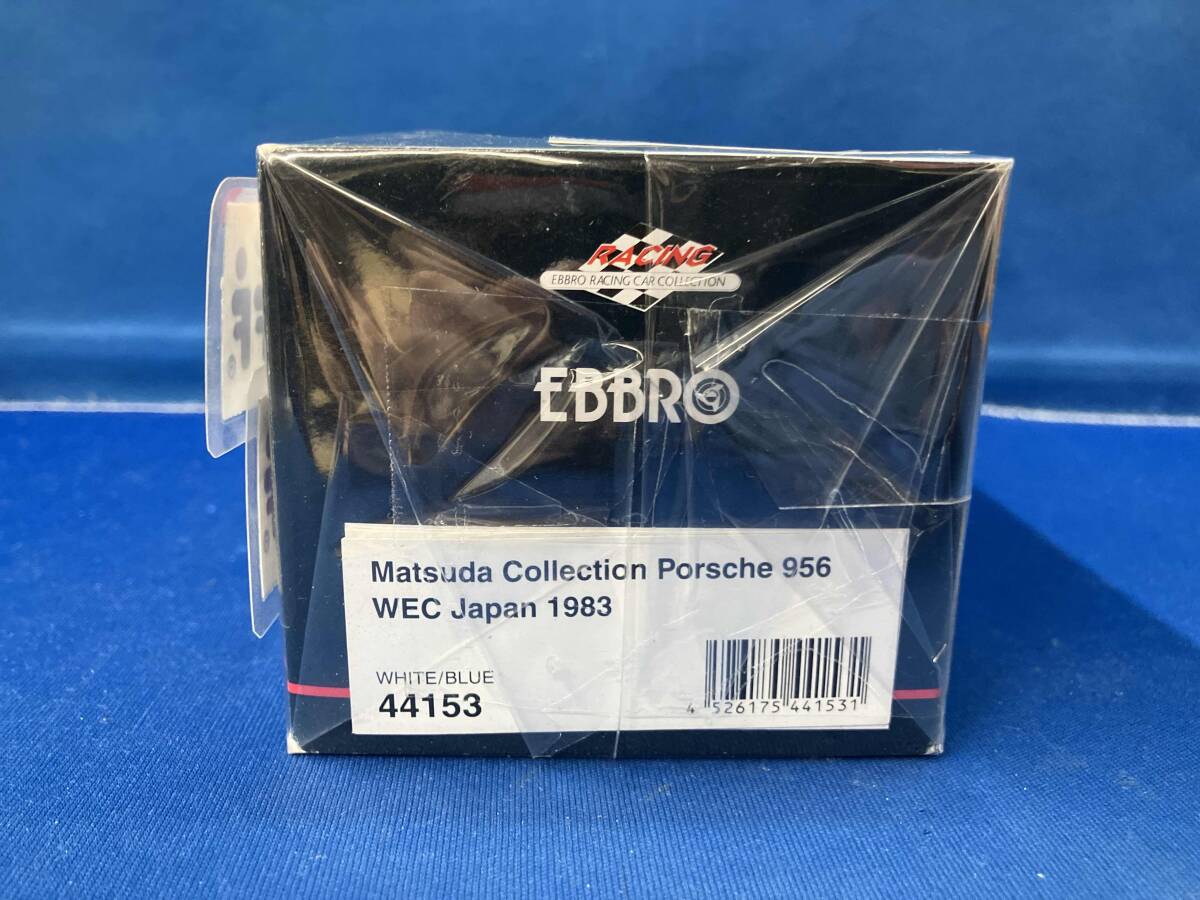 RACING
EBBRO RACING CAR COLLECTION
EBBRO
Matsuda Collection Porsche 956
WEC Japan 1983
WHITE/BLUE
44153
4 526175 441531